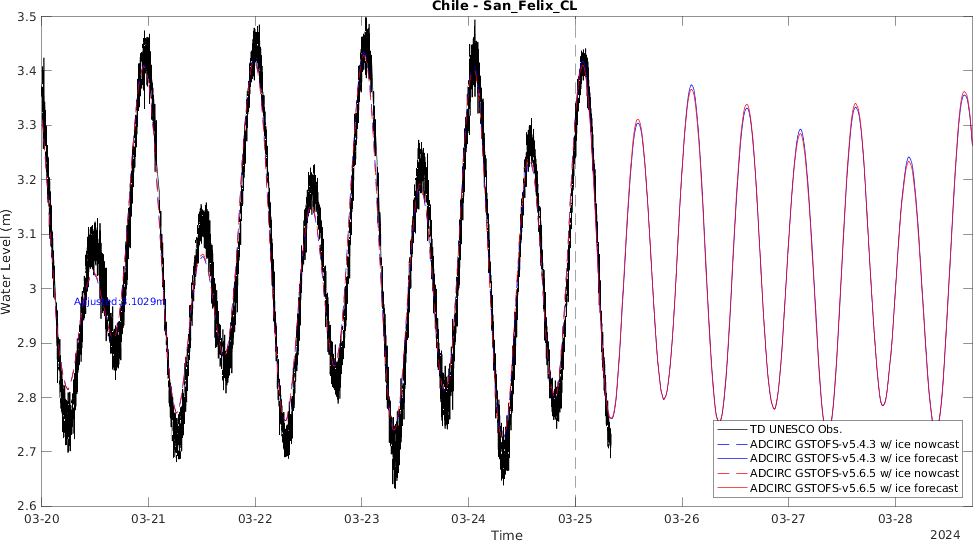 Chile - San_Felix_CL
3.5
3.4
3.3
3.2
3.1
3
2.9
2.8
2.7
2.6
Water Level (m)
Adjusted:3.1029m
03-20 03-21 03-22 03-23 03-24 03-25 03-26 03-27 03-28
Time
2024
TD UNESCO Obs.
ADCIRC GSTOFS-v5.4.3 w/ ice nowcast
ADCIRC GSTOFS-v5.4.3 w/ ice forecast
ADCIRC GSTOFS-v5.6.5 w/ ice nowcast
ADCIRC GSTOFS-v5.6.5 w/ ice forecast